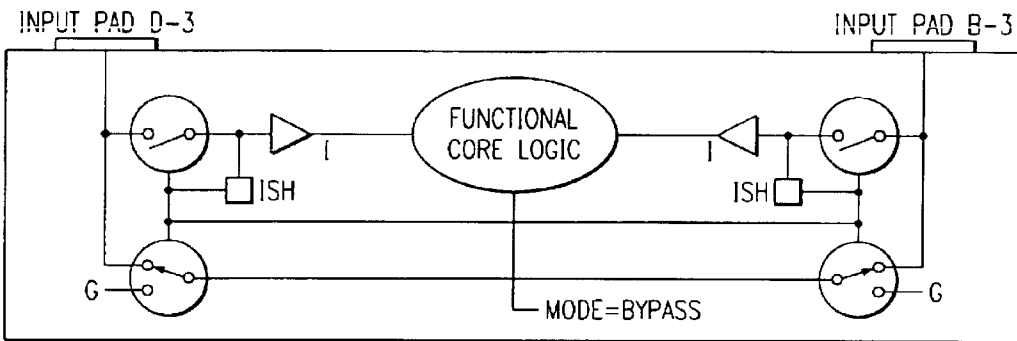 INPUT PAD D-3
INPUT PAD B-3
FUNCTIONAL
CORE LOGIC
I
I
ISH
ISH
G
G
MODE=BYPASS